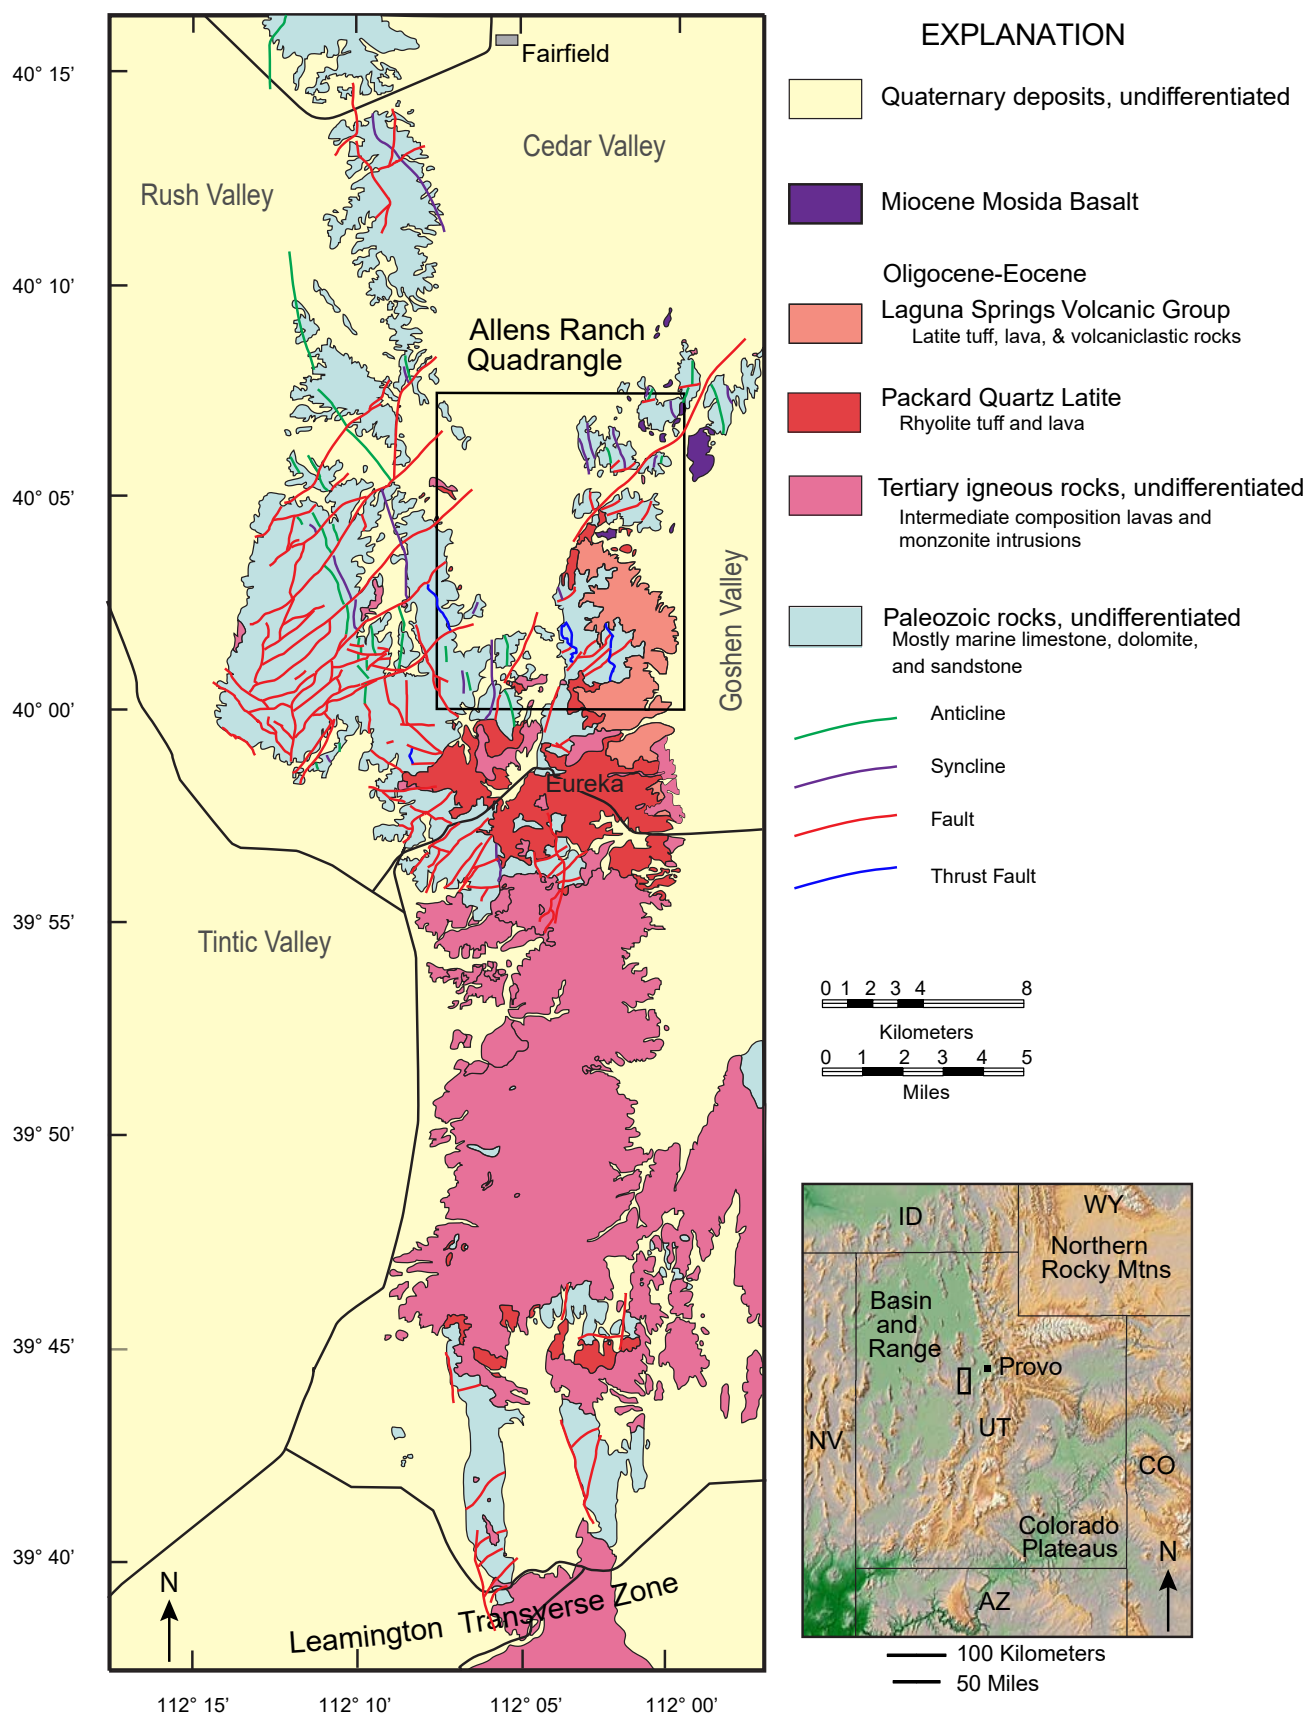 EXPLANATION
Quaternary deposits, undifferentiated
Miocene Mosida Basalt
Oligocene-Eocene
Laguna Springs Volcanic Group
Latite tuff, lava, & volcaniclastic rocks
Packard Quartz Latite
Rhyolite tuff and lava
Tertiary igneous rocks, undifferentiated
Intermediate composition lavas and
monzonite intrusions
Paleozoic rocks, undifferentiated
Mostly marine limestone, dolomite,
and sandstone
Anticline
Syncline
Fault
Thrust Fault
0 1 2 3 4 8
Kilometers
0 1 2 3 4 5
Miles
40° 15'
40° 10'
40° 05'
40° 00'
39° 55'
39° 50'
39° 45'
39° 40'
112° 15'
112° 10'
112° 05'
112° 00'
Fairfield
Cedar Valley
Rush Valley
Allens Ranch
Quadrangle
Goshen Valley
Eureka
Tintic Valley
Leamington Transverse Zone
N
ID
WY
Northern
Rocky Mtns
Basin
and
Range
Provo
UT
NV
CO
Colorado
Plateaus
N
AZ
100 Kilometers
50 Miles